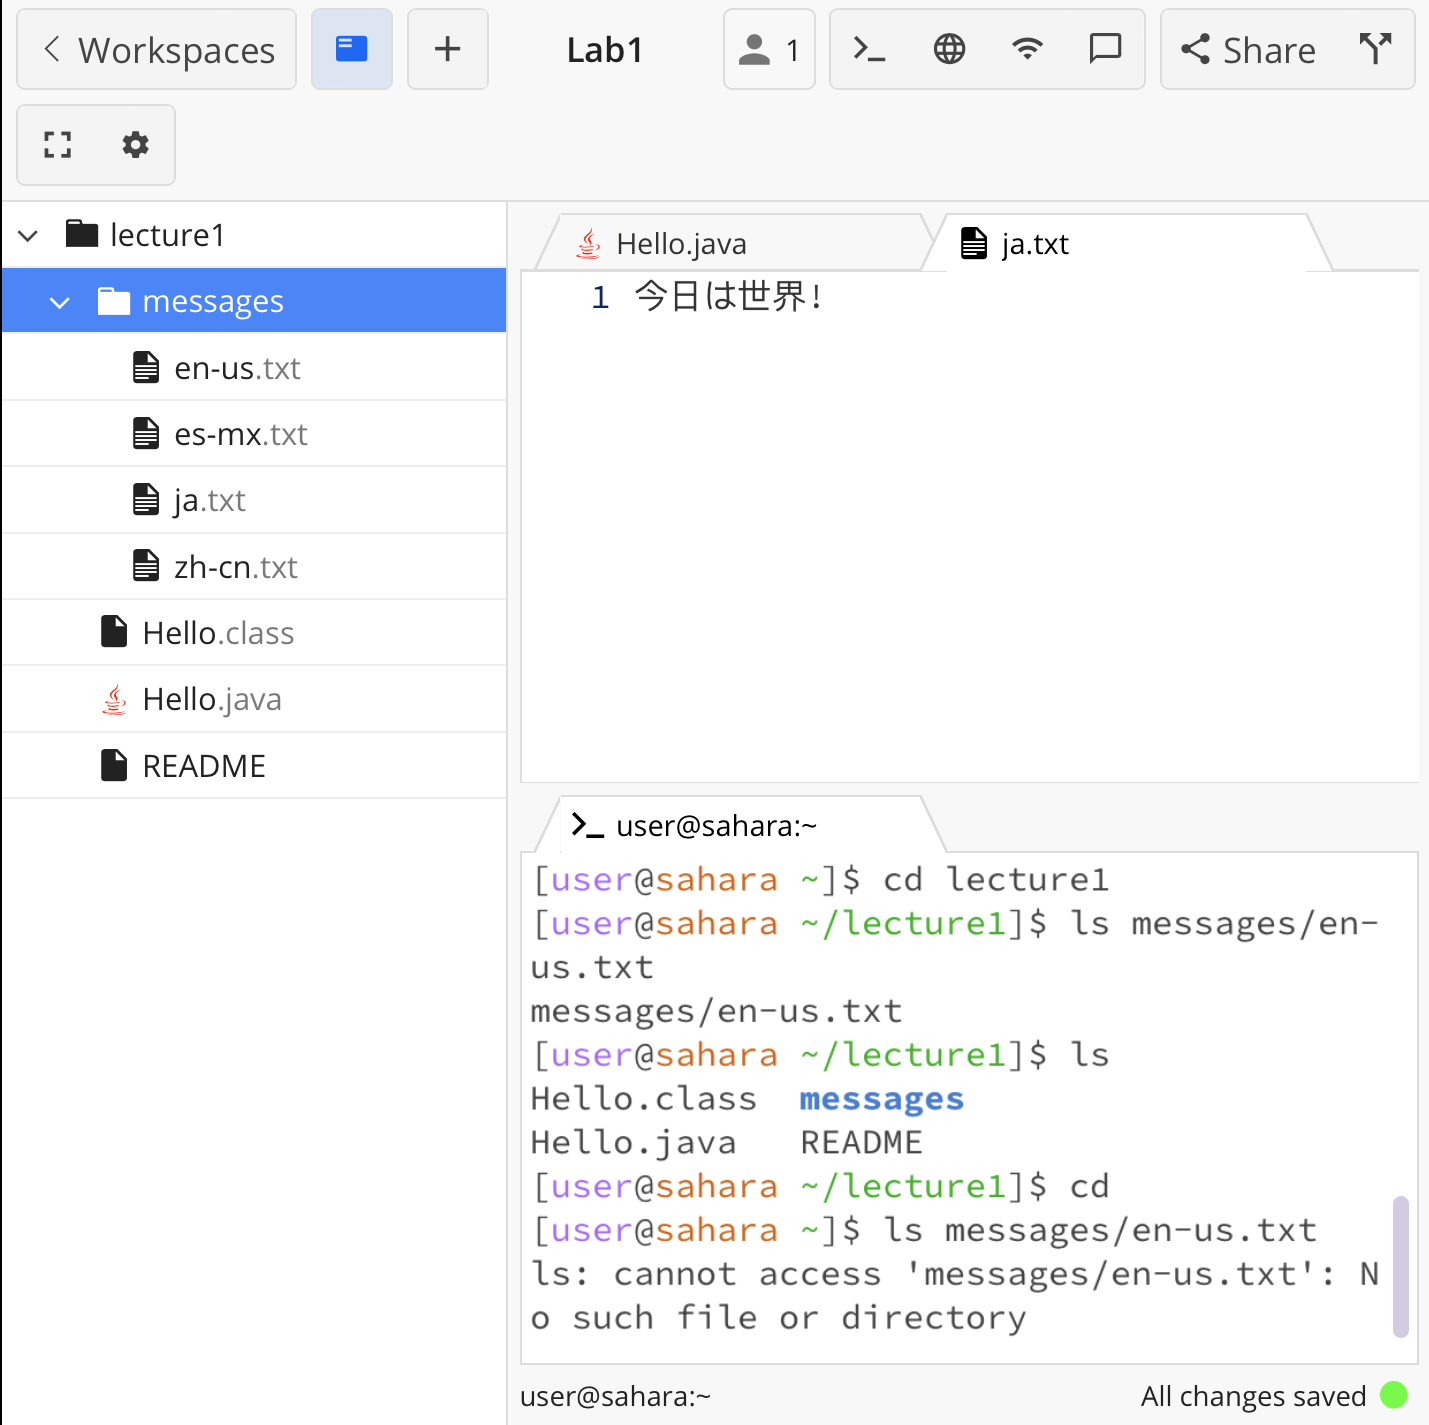 Workspaces
Lab1
1
Share
lecture1
messages
en-us.txt
es-mx.txt
ja.txt
zh-cn.txt
Hello.class
Hello.java
README
Hello.java
ja.txt
1 今日は世界!
user@sahara:~
[user@sahara ~]$ cd lecture1
[user@sahara ~/lecture1]$ ls messages/en-
us.txt
messages/en-us.txt
[user@sahara ~/lecture1]$ ls
Hello.class messages
Hello.java README
[user@sahara ~/lecture1]$ cd
[user@sahara ~]$ ls messages/en-us.txt
ls: cannot access 'messages/en-us.txt': N
o such file or directory
user@sahara:~
All changes saved